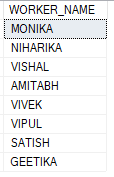 WORKER_NAME
MONIKA
NIHARIKA
VISHAL
AMITABH
VIVEK
VIPUL
SATISH
GEETIKA